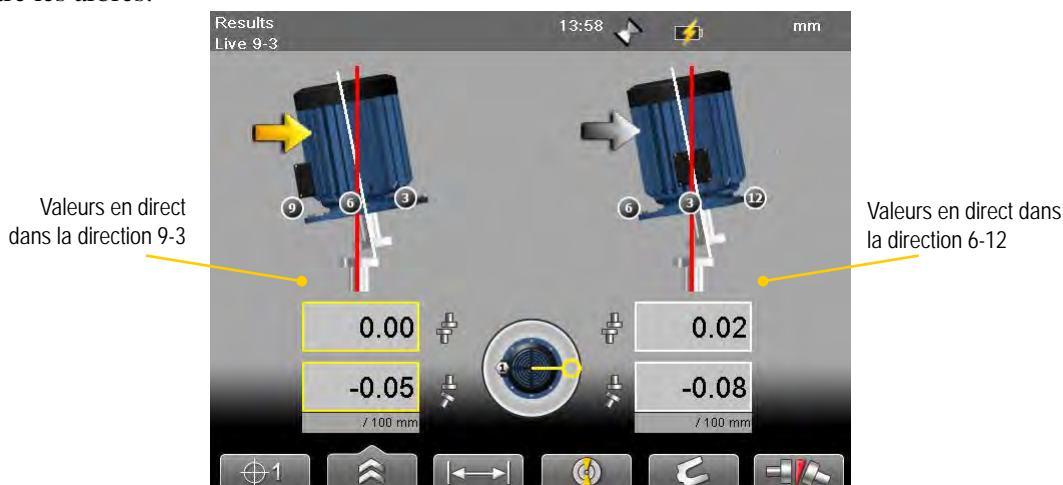 Results
Live 9-3
13:58
mm
9
6
3
6
3
12
Valeurs en direct
dans la direction 9-3
Valeurs en direct dans
la direction 6-12
0.00
0.02
1
-0.05
-0.08
/ 100 mm
/ 100 mm
1